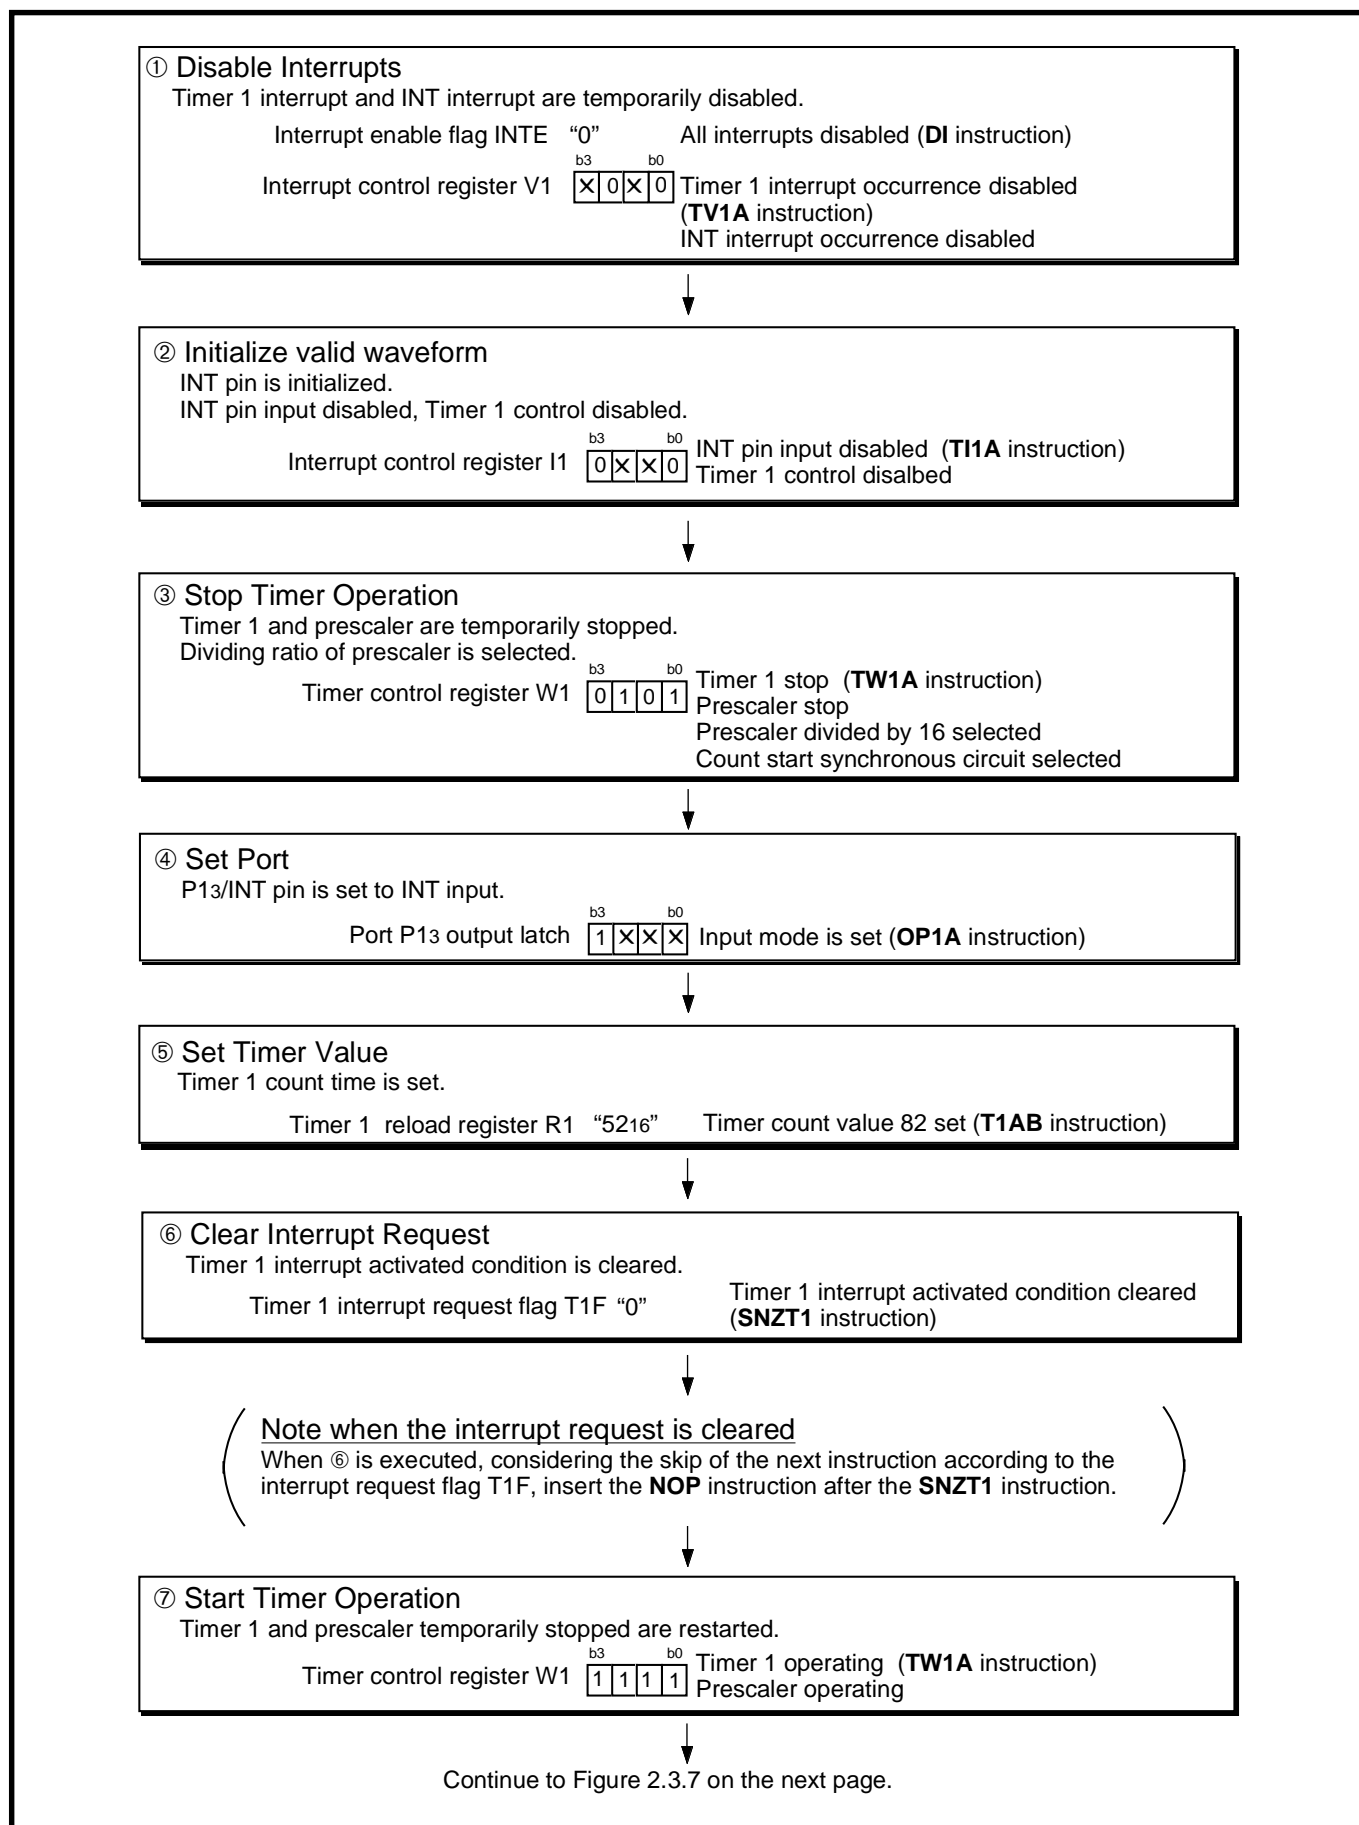 ① Disable Interrupts
Timer 1 interrupt and INT interrupt are temporarily disabled.
Interrupt enable flag INTE “0” All interrupts disabled (DI instruction)
b3 b0
Interrupt control register V1 ✕ 0 ✕ 0 Timer 1 interrupt occurrence disabled
(TV1A instruction)
INT interrupt occurrence disabled
② Initialize valid waveform
INT pin is initialized.
INT pin input disabled, Timer 1 control disabled.
b3 b0
Interrupt control register I1 0 ✕ ✕ 0 INT pin input disabled (TI1A instruction)
Timer 1 control disalbed
③ Stop Timer Operation
Timer 1 and prescaler are temporarily stopped.
Dividing ratio of prescaler is selected.
b3 b0
Timer control register W1 0 1 0 1 Timer 1 stop (TW1A instruction)
Prescaler stop
Prescaler divided by 16 selected
Count start synchronous circuit selected
④ Set Port
P13/INT pin is set to INT input.
b3 b0
Port P13 output latch 1 ✕ ✕ ✕ Input mode is set (OP1A instruction)
⑤ Set Timer Value
Timer 1 count time is set.
Timer 1 reload register R1 “5216” Timer count value 82 set (T1AB instruction)
⑥ Clear Interrupt Request
Timer 1 interrupt activated condition is cleared.
Timer 1 interrupt request flag T1F “0” Timer 1 interrupt activated condition cleared
(SNZT1 instruction)
Note when the interrupt request is cleared
When ⑥ is executed, considering the skip of the next instruction according to the
interrupt request flag T1F, insert the NOP instruction after the SNZT1 instruction.
⑦ Start Timer Operation
Timer 1 and prescaler temporarily stopped are restarted.
b3 b0
Timer control register W1 1 1 1 1 Timer 1 operating (TW1A instruction)
Prescaler operating
Continue to Figure 2.3.7 on the next page.